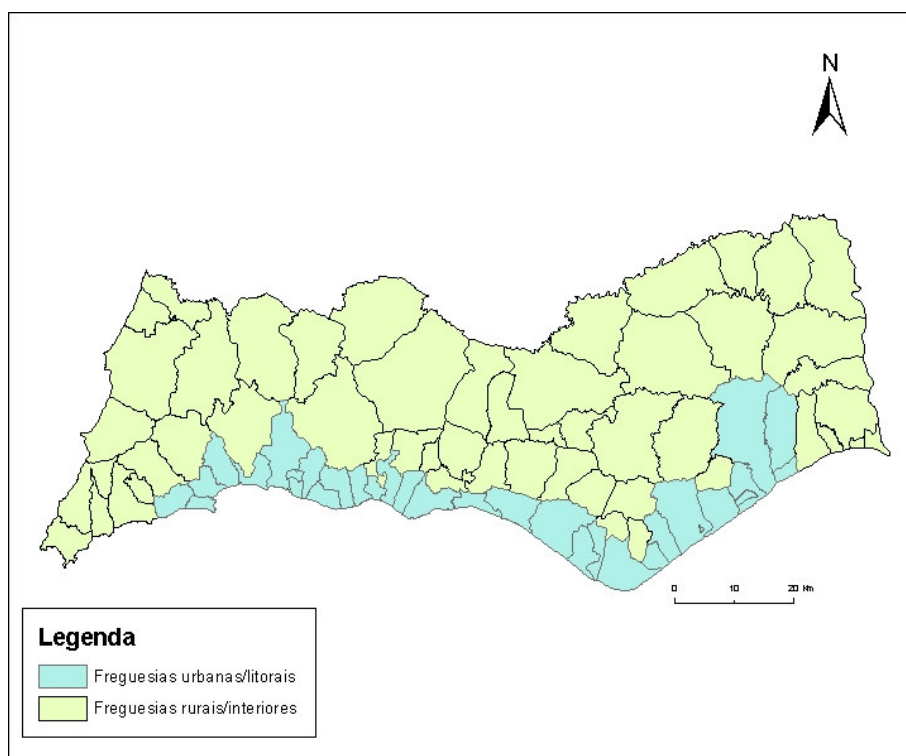 N
0 10 20 Km
Legenda
Freguesias urbanas/litorais
Freguesias rurais/interiores